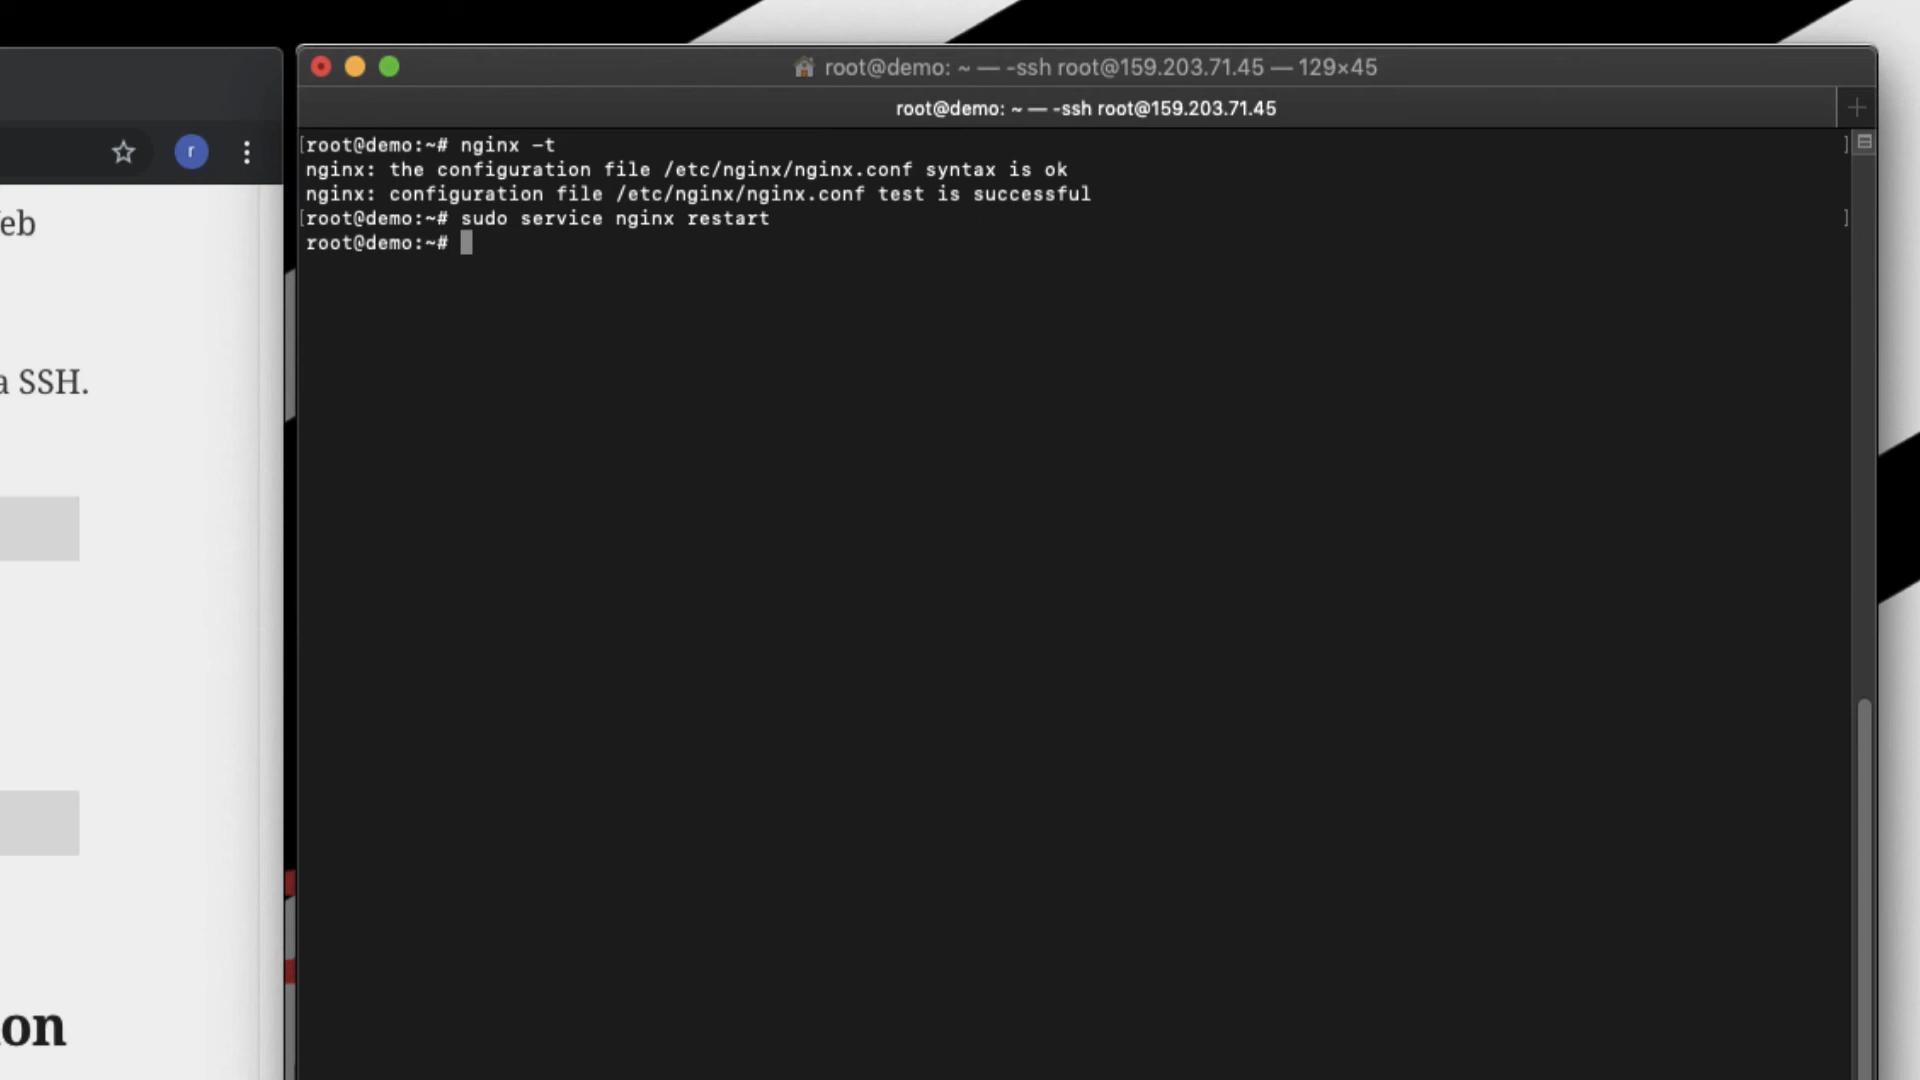 root@demo: ~ — -ssh root@159.203.71.45 — 129×45
root@demo: ~ — -ssh root@159.203.71.45
r
[root@demo:~# nginx -t ]
nginx: the configuration file /etc/nginx/nginx.conf syntax is ok
nginx: configuration file /etc/nginx/nginx.conf test is successful
[root@demo:~# sudo service nginx restart ]
root@demo:~#
eb
a SSH.
on